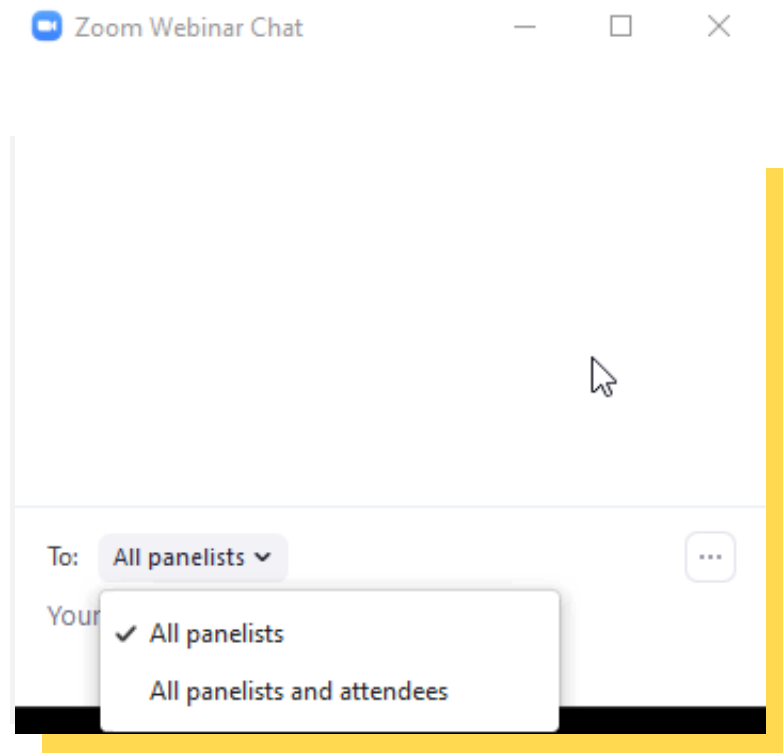 Zoom Webinar Chat
To: All panelists
Your
All panelists
All panelists and attendees